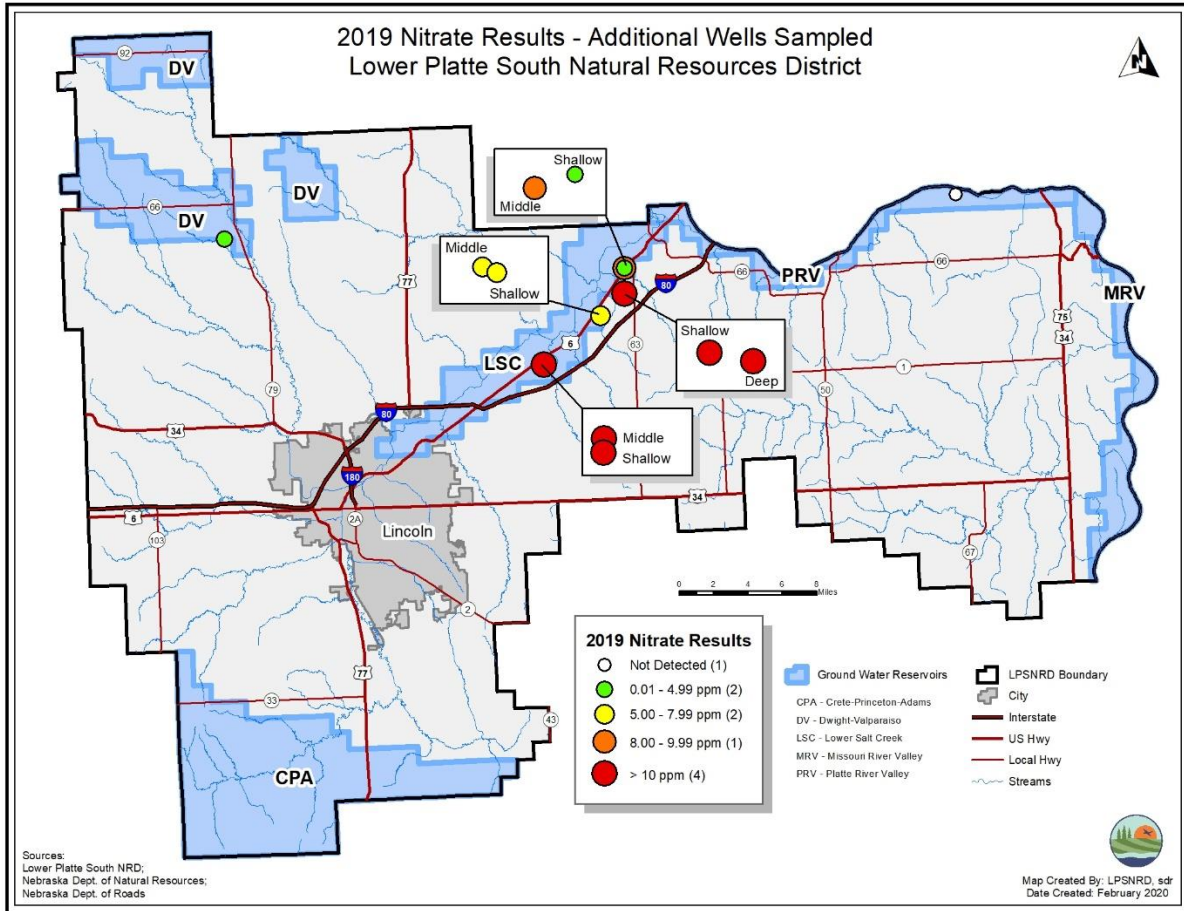 2019 Nitrate Results - Additional Wells Sampled
Lower Platte South Natural Resources District
N
92
DV
DV
66
DV
77
Shallow
Middle
Middle
Shallow
66
80
PRV
66
MRV
75
34
Shallow
Deep
6
63
LSC
1
50
79
80
34
Middle
Shallow
180
34
6
103
2A
Lincoln
67
2
0 2 4 6 8
Miles
77
33
43
CPA
2019 Nitrate Results
Not Detected (1)
0.01 - 4.99 ppm (2)
5.00 - 7.99 ppm (2)
8.00 - 9.99 ppm (1)
> 10 ppm (4)
Ground Water Reservoirs
CPA - Crete-Princeton-Adams
DV - Dwight-Valparaiso
LSC - Lower Salt Creek
MRV - Missouri River Valley
PRV - Platte River Valley
LPSNRD Boundary
City
Interstate
US Hwy
Local Hwy
Streams
Sources:
Lower Platte South NRD;
Nebraska Dept. of Natural Resources;
Nebraska Dept. of Roads
Map Created By: LPSNRD, sdr
Date Created: February 2020